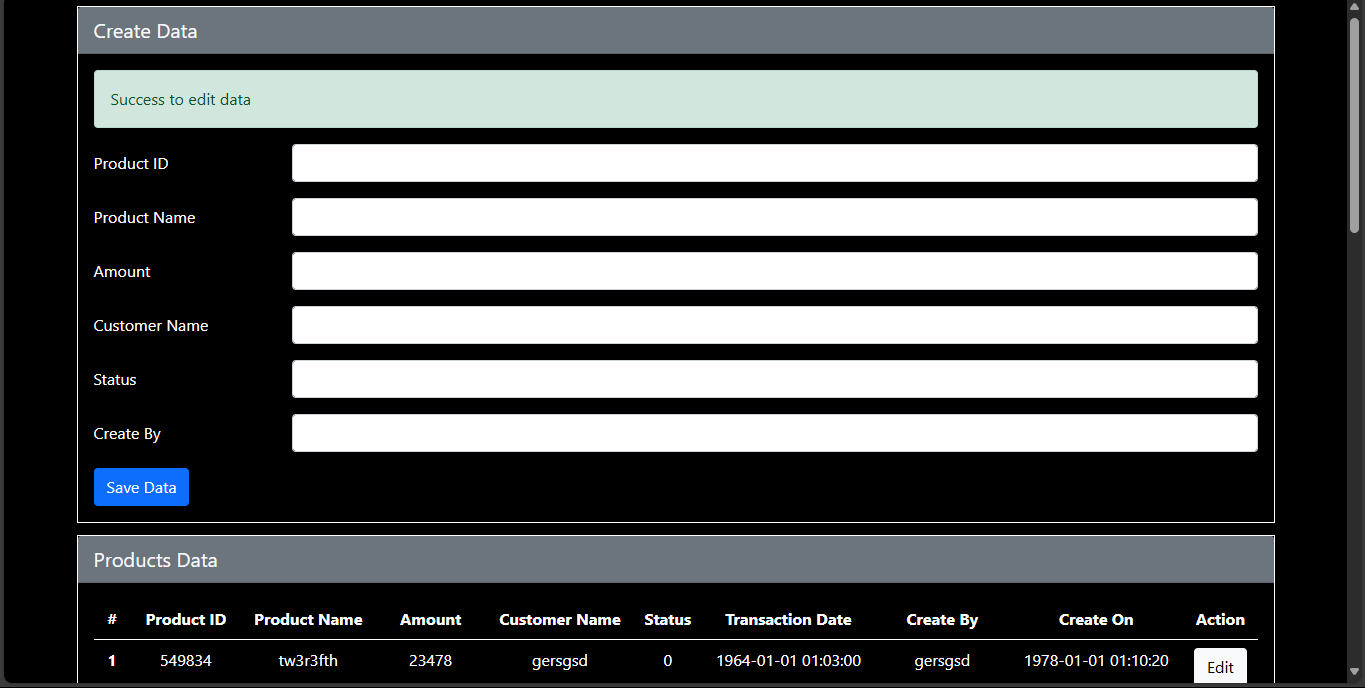 Create Data
Success to edit data
Product ID
Product Name
Amount
Customer Name
Status
Create By
Save Data
Products Data
# Product ID Product Name Amount Customer Name Status Transaction Date Create By Create On Action
1 549834 tw3r3fth 23478 gersgsd 0 1964-01-01 01:03:00 gersgsd 1978-01-01 01:10:20 Edit